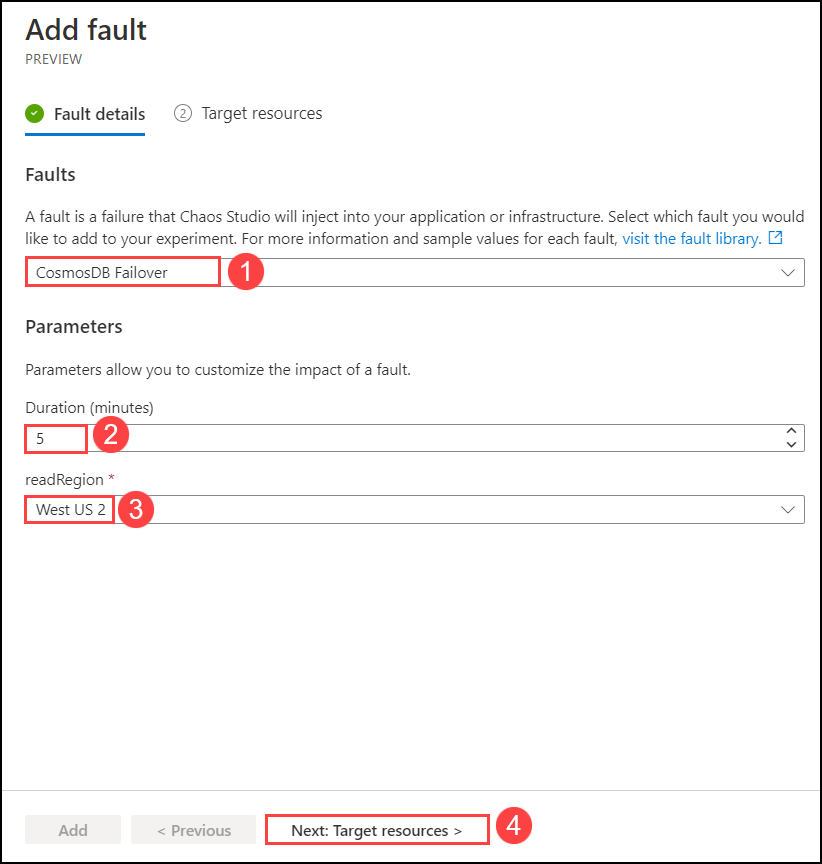 Add fault
PREVIEW
Fault details
2 Target resources
Faults
A fault is a failure that Chaos Studio will inject into your application or infrastructure. Select which fault you would
like to add to your experiment. For more information and sample values for each fault, visit the fault library.
CosmosDB Failover 1
Parameters
Parameters allow you to customize the impact of a fault.
Duration (minutes)
5 2
readRegion *
West US 2 3
Add < Previous Next: Target resources > 4